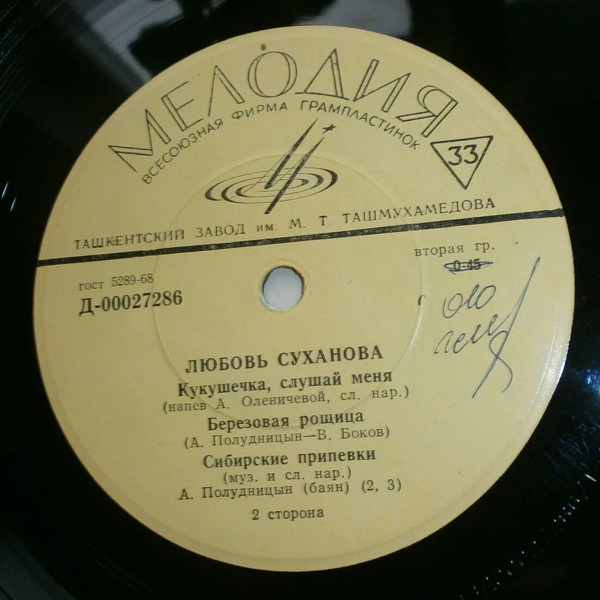 МЕЛОДИЯ
ВСЕСОЮЗНАЯ ФИРМА ГРАМПЛАСТИНОК
33
ТАШКЕНТСКИЙ ЗАВОД им. М. Т. ТАШМУХАМЕДОВА
гост 5289-68
Д-00027286
вторая гр.
0-45
ЛЮБОВЬ СУХАНОВА
Кукушечка, слушай меня
(напев А. Оленичевой, сл. нар.)
Березовая рощица
(А. Полудницын—В. Боков)
Сибирские припевки
(муз. и сл. нар.)
А. Полудницын (баян) (2, 3)
2 сторона